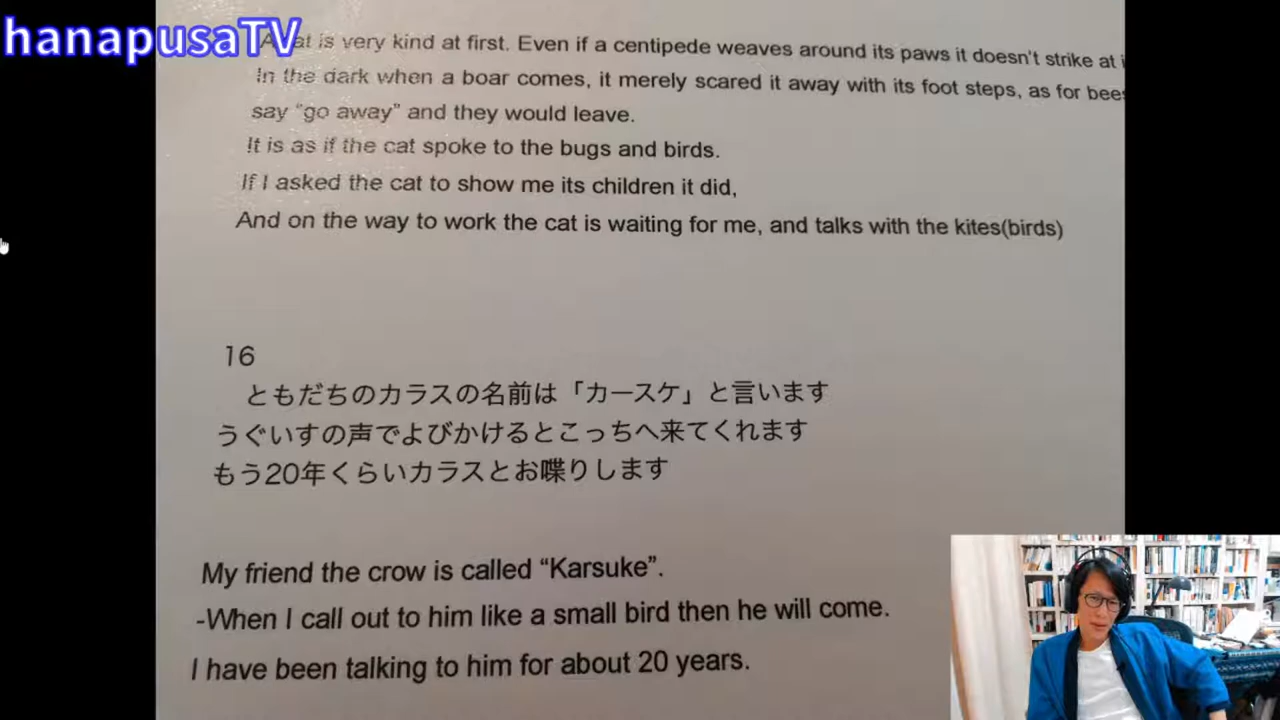 hanapusaTV
is very kind at first. Even if a centipede weaves around its paws it doesn't strike at
In the dark when a boar comes, it merely scared it away with its foot steps, as for bees
say “go away” and they would leave.
It is as if the cat spoke to the bugs and birds.
If I asked the cat to show me its children it did,
And on the way to work the cat is waiting for me, and talks with the kites(birds)
16
ともだちのカラスの名前は「カースケ」と言います
うぐいすの声でよびかけるとこっちへ来てくれます
もう20年くらいカラスとお喋りします
My friend the crow is called “Karsuke”.
-When I call out to him like a small bird then he will come.
I have been talking to him for about 20 years.